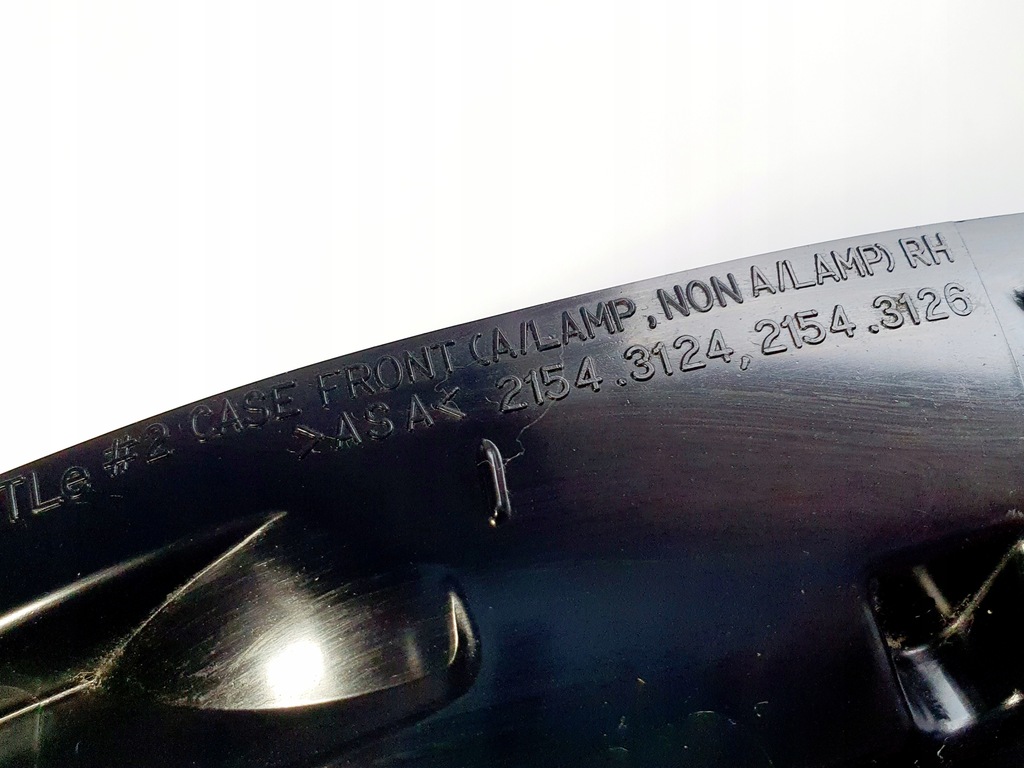 TLe #2 CASE FRONT (A/LAMP, NON A/LAMP) RH
>ASA< 2154.3124, 2154.3126